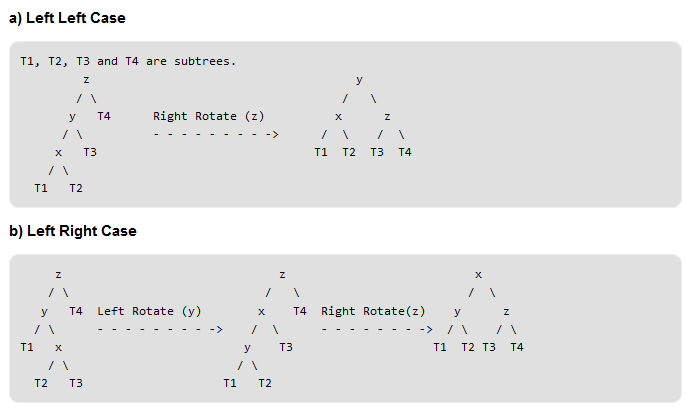 a) Left Left Case
T1, T2, T3 and T4 are subtrees.
         z                                      y
        / \                                   /   \
       y   T4      Right Rotate (z)          x      z
      / \          - - - - - - - - ->      /  \    /  \
     x   T3                               T1  T2  T3  T4
    / \
  T1   T2
b) Left Right Case
     z                               z                           x
    / \                            /   \                        /  \
   y   T4  Left Rotate (y)        x    T4  Right Rotate(z)    y      z
  / \      - - - - - - - - ->    /  \      - - - - - - - ->  / \    / \
T1   x                          y    T3                    T1  T2 T3  T4
    / \                        / \
  T2   T3                    T1   T2